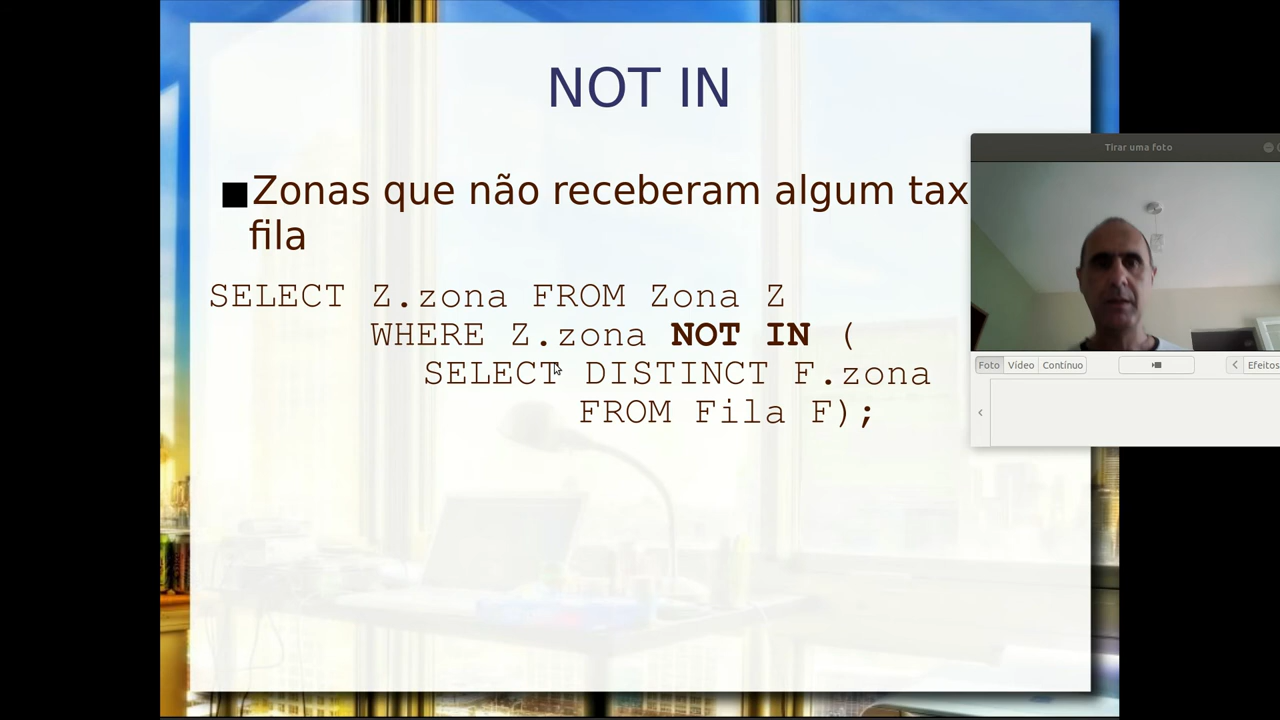 NOT IN
Zonas que não receberam algum
fila
SELECT Z.zona FROM Zona Z
WHERE Z.zona NOT IN (
SELECT DISTINCT F.zona
FROM Fila F);
Tirar uma foto
Foto Vídeo Contínuo Efeitos